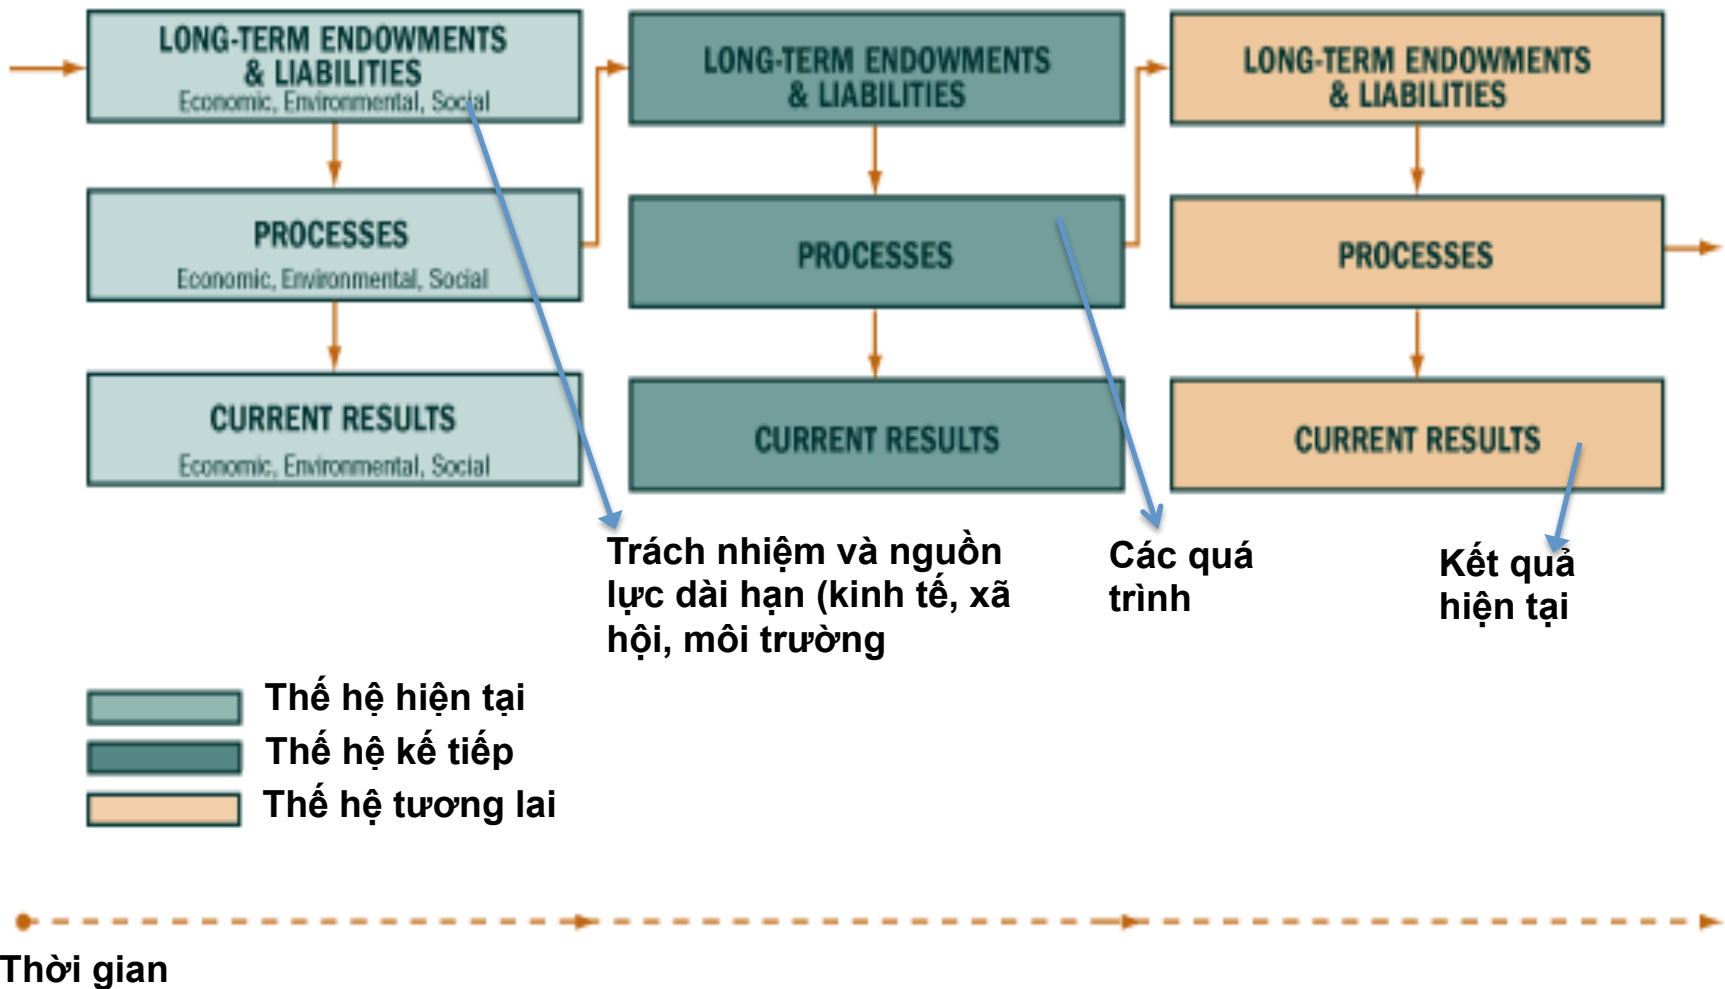 LONG-TERM ENDOWMENTS
& LIABILITIES
Economic, Environmental, Social
PROCESSES
Economic, Environmental, Social
CURRENT RESULTS
Economic, Environmental, Social
LONG-TERM ENDOWMENTS
& LIABILITIES
PROCESSES
CURRENT RESULTS
LONG-TERM ENDOWMENTS
& LIABILITIES
PROCESSES
CURRENT RESULTS
Trách nhiệm và nguồn
lực dài hạn (kinh tế, xã
hội, môi trường
Các quá
trình
Kết quả
hiện tại
Thế hệ hiện tại
Thế hệ kế tiếp
Thế hệ tương lai
Thời gian